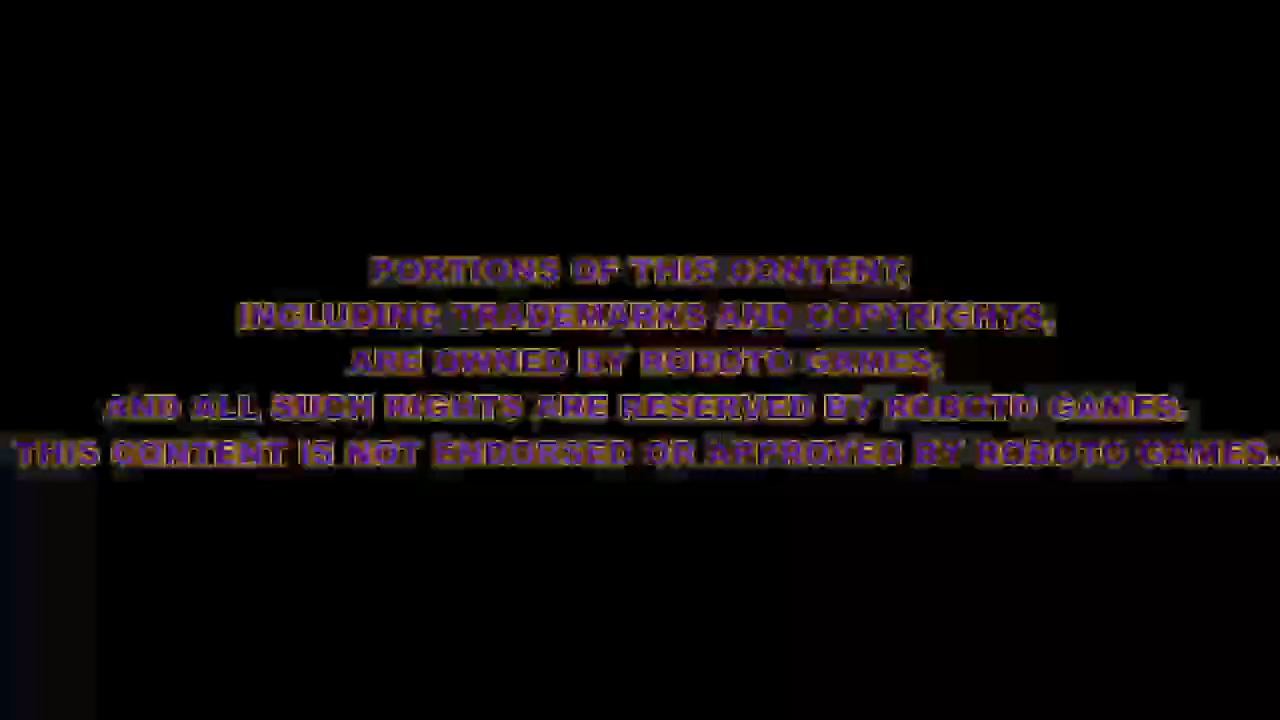 PORTIONS OF THIS CONTENT,
INCLUDING TRADEMARKS AND COPYRIGHTS,
ARE OWNED BY ROBOTO GAMES,
AND ALL SUCH RIGHTS ARE RESERVED BY ROBOTO GAMES.
THIS CONTENT IS NOT ENDORSED OR APPROVED BY ROBOTO GAMES.